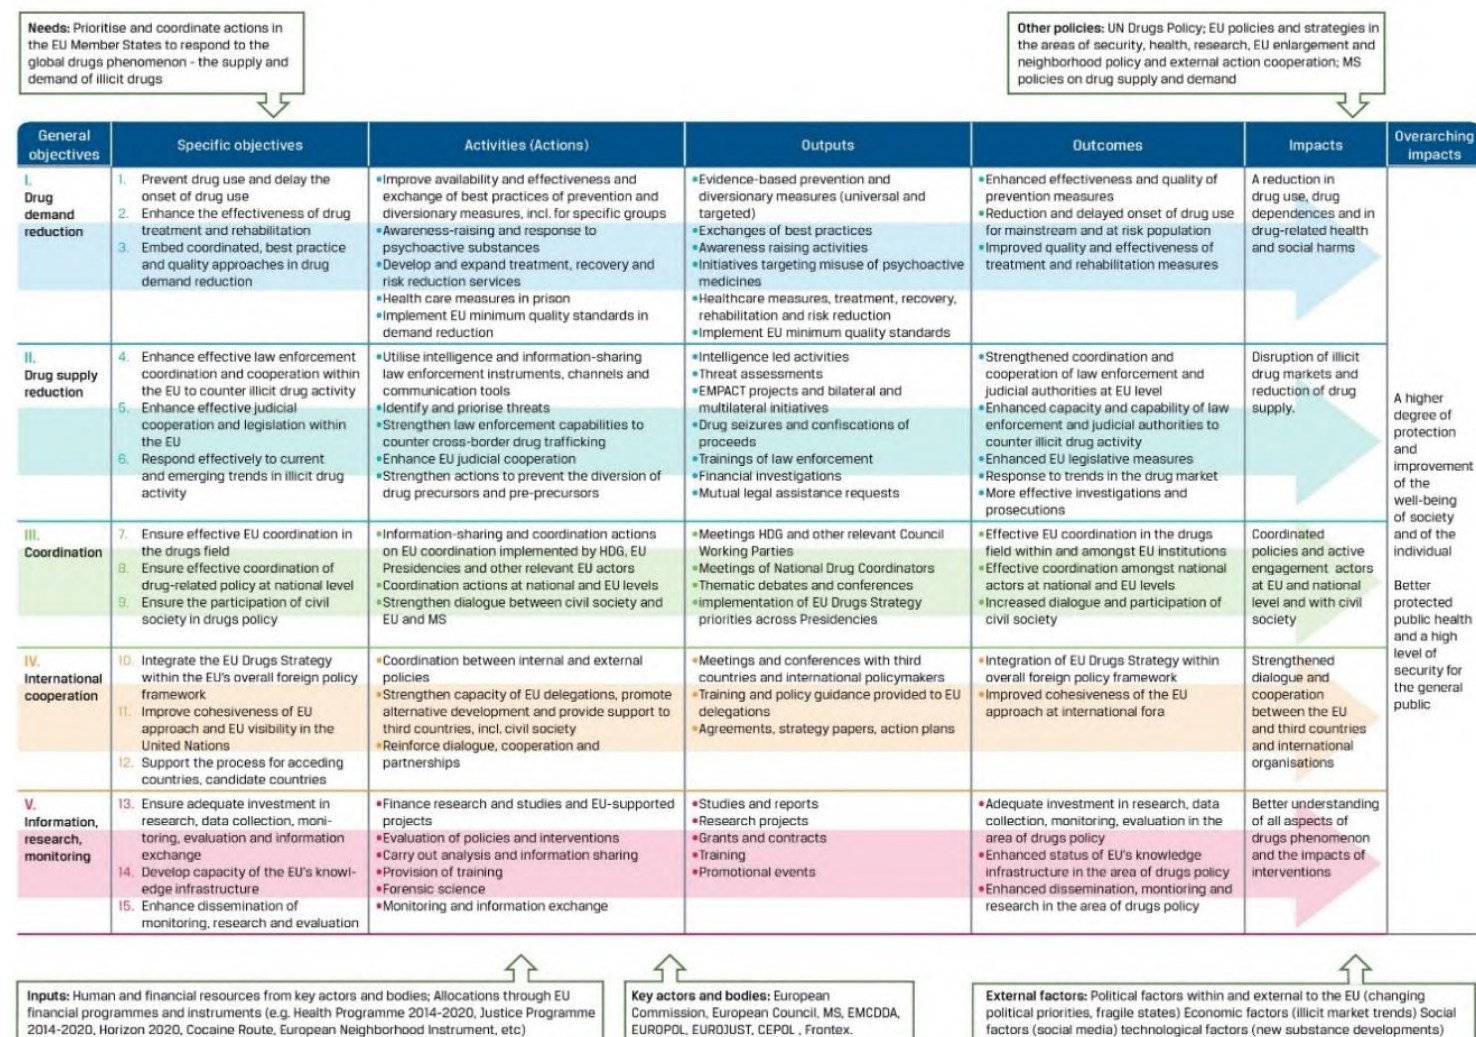 Needs: Prioritise and coordinate actions in
the EU Member States to respond to the
global drugs phenomenon - the supply and
demand of illicit drugs
Other policies: UN Drugs Policy; EU policies and strategies in
the areas of security, health, research, EU enlargement and
neighborhood policy and external action cooperation; MS
policies on drug supply and demand
General
objectives
Specific objectives
Activities (Actions)
Outputs
Outcomes
Impacts
Overarching
impacts
I.
Drug
demand
reduction
1. Prevent drug use and delay the
onset of drug use
2. Enhance the effectiveness of drug
treatment and rehabilitation
3. Embed coordinated, best practice
and quality approaches in drug
demand reduction
•Improve availability and effectiveness and
exchange of best practices of prevention and
diversionary measures, incl. for specific groups
•Awareness-raising and response to
psychoactive substances
•Develop and expand treatment, recovery and
risk reduction services
•Health care measures in prison
•Implement EU minimum quality standards in
demand reduction
•Evidence-based prevention and
diversionary measures (universal and
targeted)
•Exchanges of best practices
•Awareness raising activities
•Initiatives targeting misuse of psychoactive
medicines
•Healthcare measures, treatment, recovery,
rehabilitation and risk reduction
•Implement EU minimum quality standards
•Enhanced effectiveness and quality of
prevention measures
•Reduction and delayed onset of drug use
for mainstream and at risk population
•Improved quality and effectiveness of
treatment and rehabilitation measures
A reduction in
drug use, drug
dependences and in
drug-related health
and social harms
II.
Drug supply
reduction
4. Enhance effective law enforcement
coordination and cooperation within
the EU to counter illicit drug activity
5. Enhance effective judicial
cooperation and legislation within
the EU
6. Respond effectively to current
and emerging trends in illicit drug
activity
•Utilise intelligence and information-sharing
law enforcement instruments, channels and
communication tools
•Identify and priorise threats
•Strengthen law enforcement capabilities to
counter cross-border drug trafficking
•Enhance EU judicial cooperation
•Strengthen actions to prevent the diversion of
drug precursors and pre-precursors
•Intelligence led activities
•Threat assessments
•EMPACT projects and bilateral and
multilateral initiatives
•Drug seizures and confiscations of
proceeds
•Trainings of law enforcement
•Financial investigations
•Mutual legal assistance requests
•Strengthened coordination and
cooperation of law enforcement and
judicial authorities at EU level
•Enhanced capacity and capability of law
enforcement and judicial authorities to
counter illicit drug activity
•Enhanced EU legislative measures
•Response to trends in the drug market
•More effective investigations and
prosecutions
Disruption of illicit
drug markets and
reduction of drug
supply.
III.
Coordination
7. Ensure effective EU coordination in
the drugs field
8. Ensure effective coordination of
drug-related policy at national level
9. Ensure the participation of civil
society in drugs policy
•Information-sharing and coordination actions
on EU coordination implemented by HDG, EU
Presidencies and other relevant EU actors
•Coordination actions at national and EU levels
•Strengthen dialogue between civil society and
EU and MS
•Meetings HDG and other relevant Council
Working Parties
•Meetings of National Drug Coordinators
•Thematic debates and conferences
•implementation of EU Drugs Strategy
priorities across Presidencies
•Effective EU coordination in the drugs
field within and amongst EU institutions
•Effective coordination amongst national
actors at national and EU levels
•Increased dialogue and participation of
civil society
Coordinated
policies and active
engagement actors
at EU and national
level and with civil
society
IV.
International
cooperation
10. Integrate the EU Drugs Strategy
within the EU's overall foreign policy
framework
11. Improve cohesiveness of EU
approach and EU visibility in the
United Nations
12. Support the process for acceding
countries, candidate countries
•Coordination between internal and external
policies
•Strengthen capacity of EU delegations, promote
alternative development and provide support to
third countries, incl. civil society
•Reinforce dialogue, cooperation and
partnerships
•Meetings and conferences with third
countries and international policymakers
•Training and policy guidance provided to EU
delegations
•Agreements, strategy papers, action plans
•Integration of EU Drugs Strategy within
overall foreign policy framework
•Improved cohesiveness of the EU
approach at international fora
Strengthened
dialogue and
cooperation
between the EU
and third countries
and international
organisations
V.
Information,
research,
monitoring
13. Ensure adequate investment in
research, data collection, moni-
toring, evaluation and information
exchange
14. Develop capacity of the EU's knowl-
edge infrastructure
15. Enhance dissemination of
monitoring, research and evaluation
•Finance research and studies and EU-supported
projects
•Evaluation of policies and interventions
•Carry out analysis and information sharing
•Provision of training
•Forensic science
•Monitoring and information exchange
•Studies and reports
•Research projects
•Grants and contracts
•Training
•Promotional events
•Adequate investment in research, data
collection, monitoring, evaluation in the
area of drugs policy
•Enhanced status of EU's knowledge
infrastructure in the area of drugs policy
•Enhanced dissemination, montioring and
research in the area of drugs policy
Better understanding
of all aspects of
drugs phenomenon
and the impacts of
interventions
A higher
degree of
protection
and
improvement
of the
well-being
of society
and of the
individual
Better
protected
public health
and a high
level of
security for
the general
public
Inputs: Human and financial resources from key actors and bodies; Allocations through EU
financial programmes and instruments (e.g. Health Programme 2014-2020, Justice Programme
2014-2020, Horizon 2020, Cocaine Route, European Neighborhood Instrument, etc)
Key actors and bodies: European
Commission, European Council, MS, EMCDDA,
EUROPOL, EUROJUST, CEPOL , Frontex.
External factors: Political factors within and external to the EU (changing
political priorities, fragile states) Economic factors (illicit market trends) Social
factors (social media) technological factors (new substance developments)